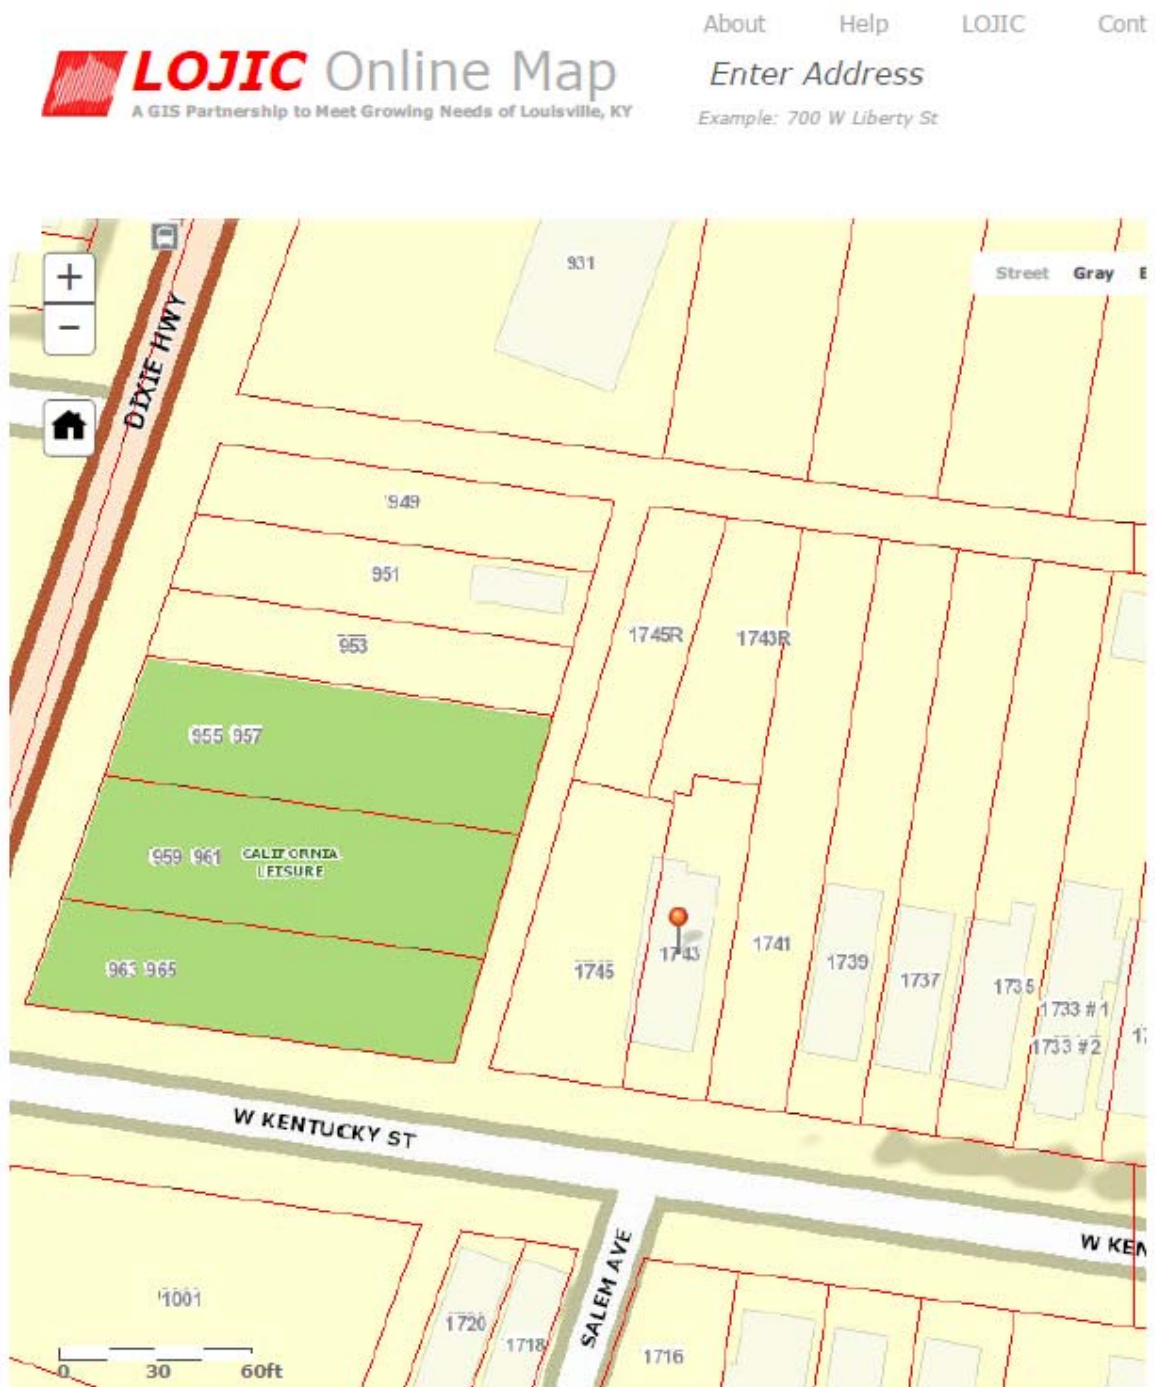 About Help LOJIC Cont
LOJIC Online Map
A GIS Partnership to Meet Growing Needs of Louisville, KY
Enter Address
Example: 700 W Liberty St
+
−
Street Gray
DIXIE HWY
931
949
951
953
1745R
1743R
955 957
959 961
CALIFORNIA
LEISURE
963 965
1745
1743
1741
1739
1737
1735
1733 #1
1733 #2
W KENTUCKY ST
W KEN
SALEM AVE
1001
1720
1718
1716
0 30 60ft